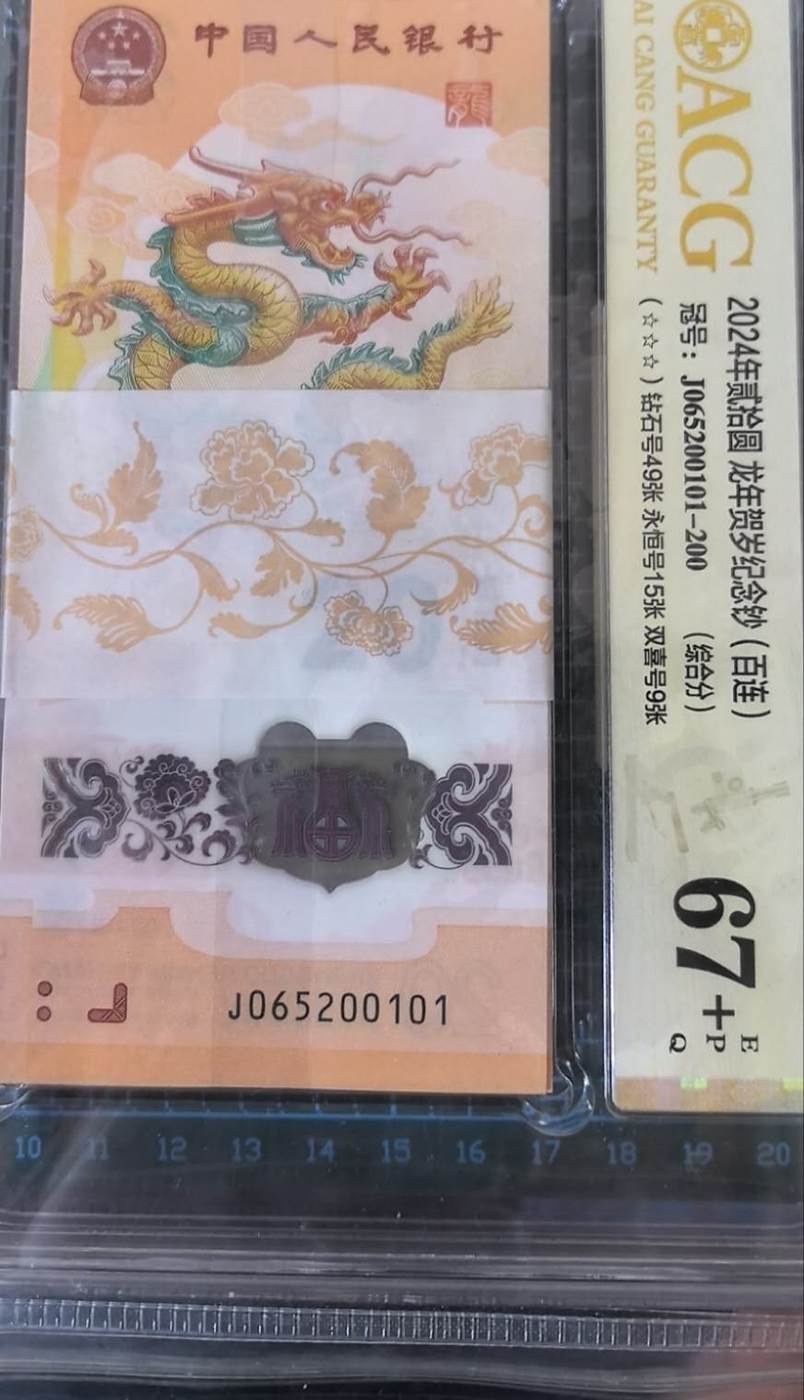 中国人民银行
龍
福
J065200101
ACG
AI CANG GUARANTY
2024年贰拾圆 龙年贺岁纪念钞（百连）
冠号：J065200101-200 （综合分）
（☆☆☆）钻石号49张 永恒号15张 双喜号9张
67+
E
P
Q
10 11 12 13 14 15 16 17 18 19 20